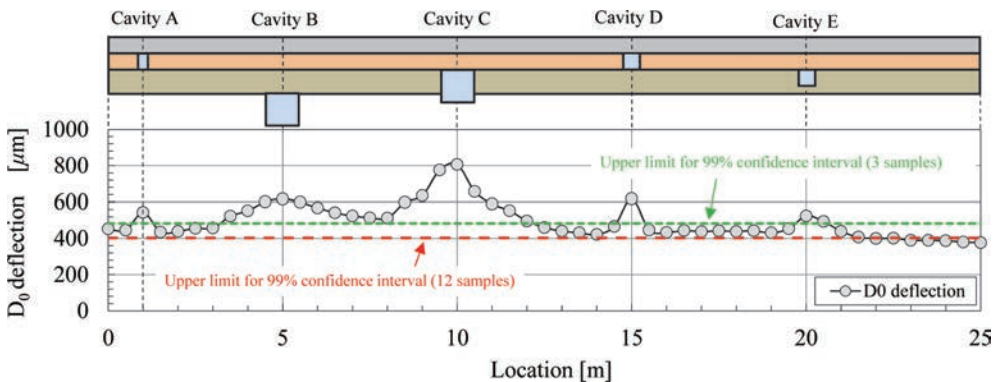 Cavity A Cavity B Cavity C Cavity D Cavity E
D0 deflection [μm]
1000
800
600
400
200
0
Upper limit for 99% confidence interval (3 samples)
Upper limit for 99% confidence interval (12 samples)
D0 deflection
0 5 10 15 20 25
Location [m]